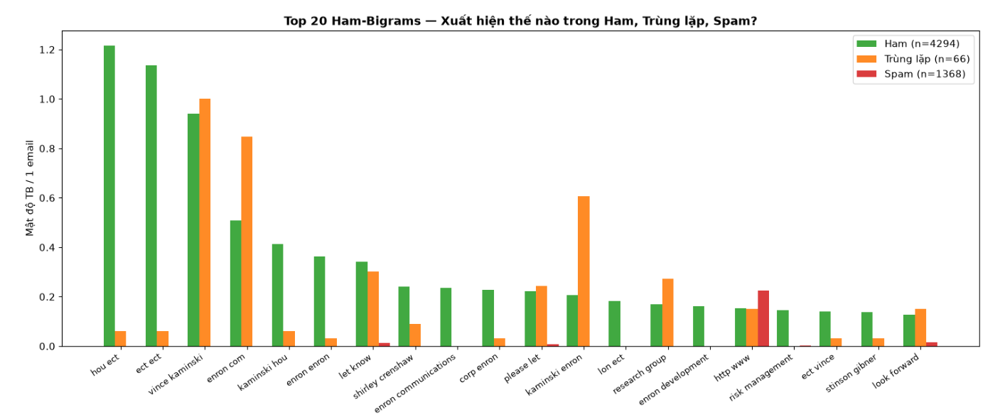 Top 20 Ham-Bigrams — Xuất hiện thế nào trong Ham, Trùng lặp, Spam?
Ham (n=4294)
Trùng lặp (n=66)
Spam (n=1368)
Mật độ TB / 1 email
1.2
1.0
0.8
0.6
0.4
0.2
0.0
hou ect
ect ect
vince kaminski
enron com
kaminski hou
enron enron
let know
shirley crenshaw
enron communications
corp enron
please let
kaminski enron
lon ect
research group
enron development
http www
risk management
ect vince
stinson gibner
look forward